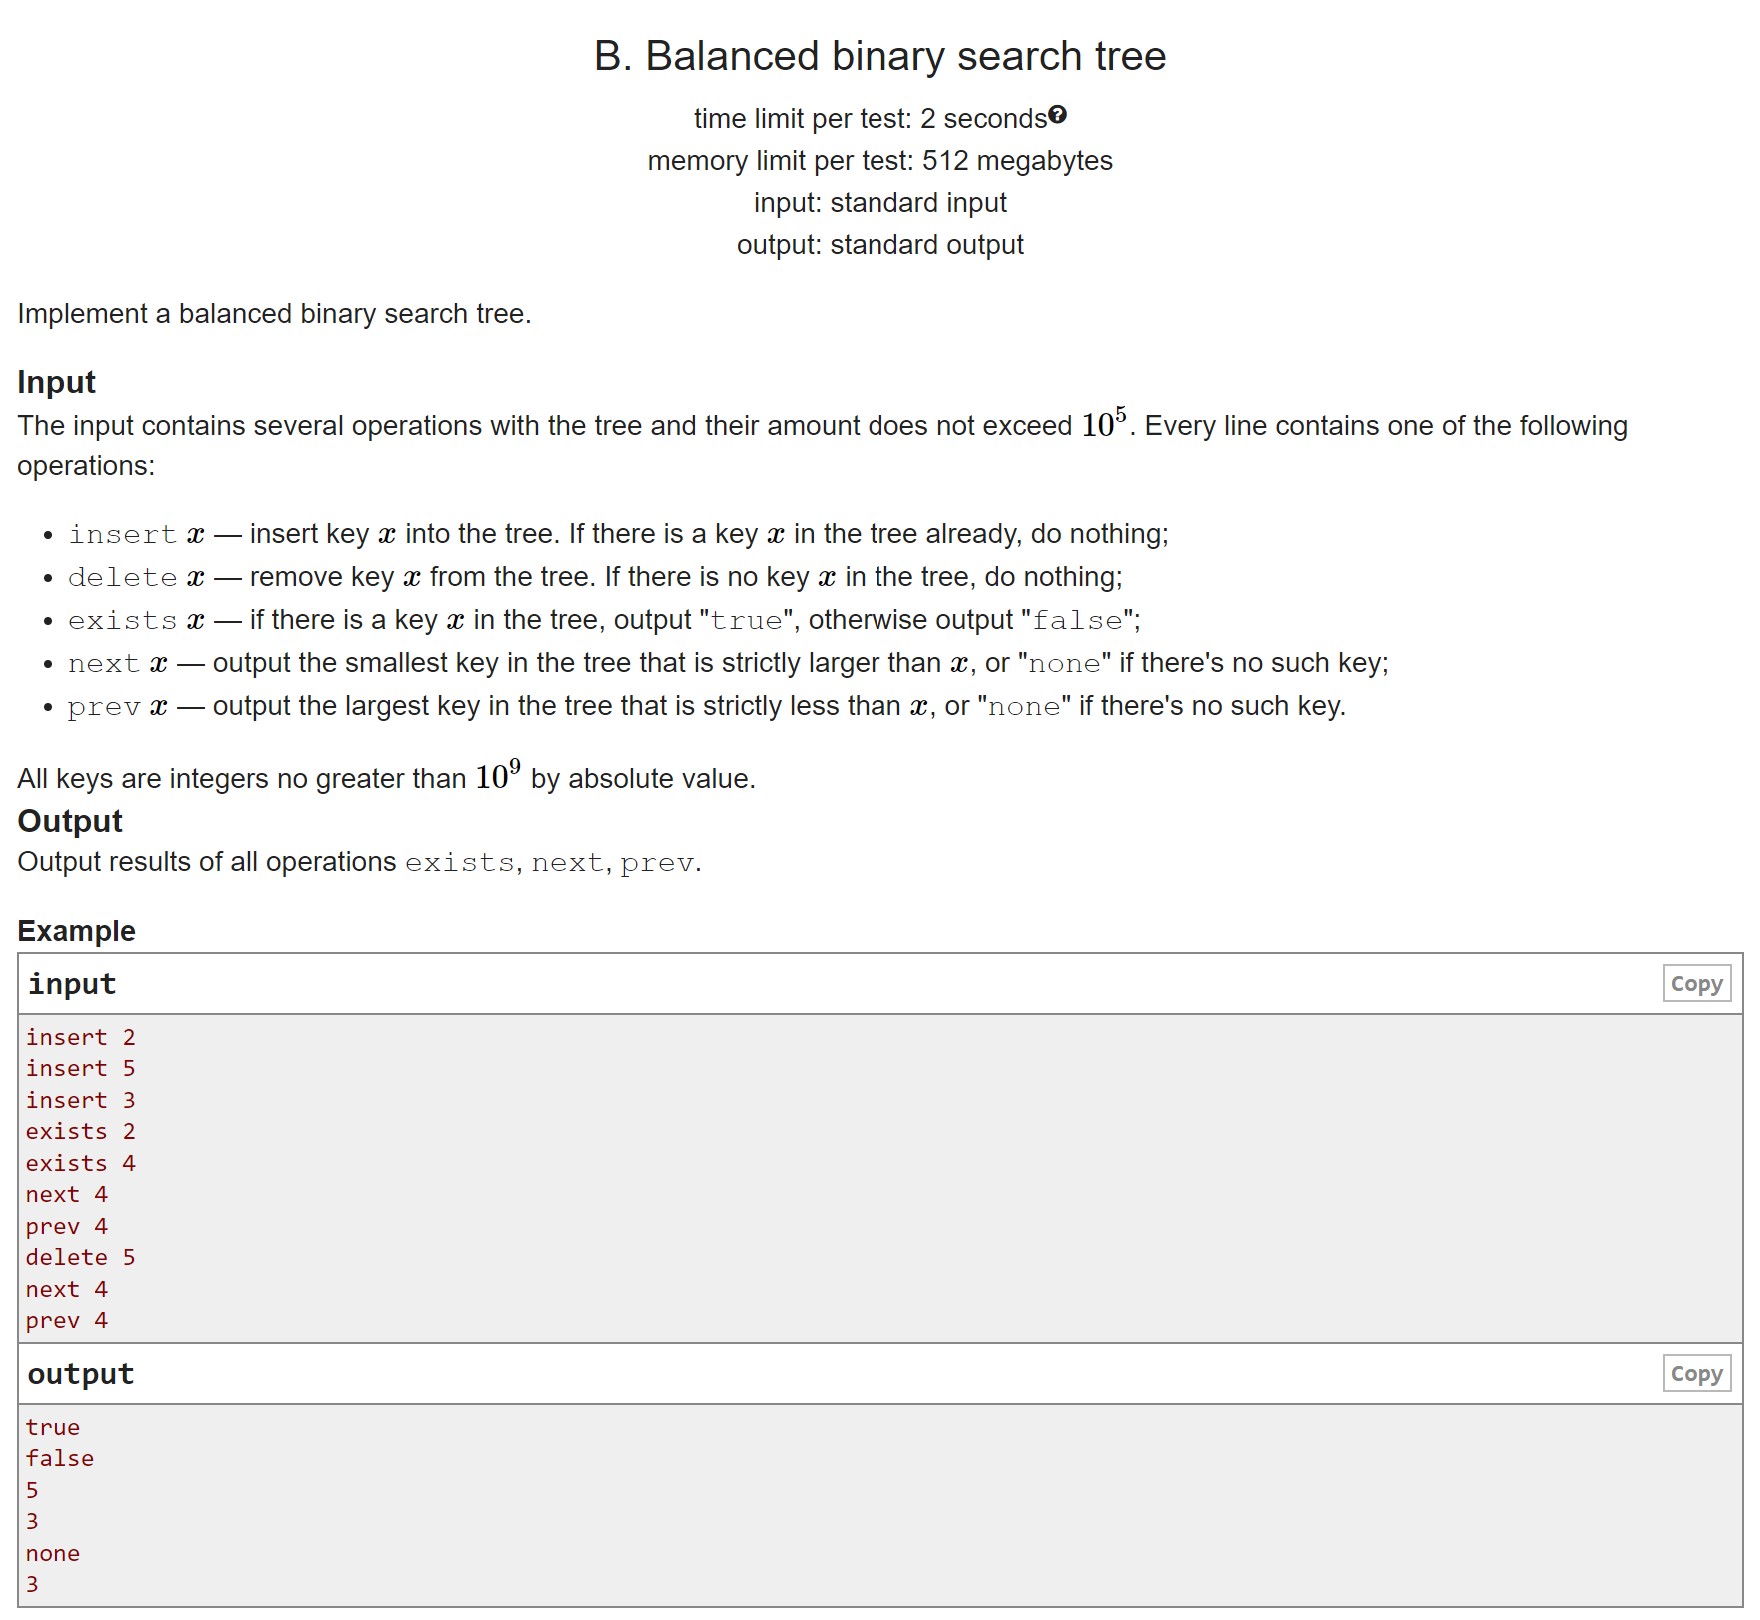 B. Balanced binary search tree
time limit per test: 2 seconds?
memory limit per test: 512 megabytes
input: standard input
output: standard output
Implement a balanced binary search tree.
Input
The input contains several operations with the tree and their amount does not exceed 10^5. Every line contains one of the following
operations:
• insert x — insert key x into the tree. If there is a key x in the tree already, do nothing;
• delete x — remove key x from the tree. If there is no key x in the tree, do nothing;
• exists x — if there is a key x in the tree, output "true", otherwise output "false";
• next x — output the smallest key in the tree that is strictly larger than x, or "none" if there's no such key;
• prev x — output the largest key in the tree that is strictly less than x, or "none" if there's no such key.
All keys are integers no greater than 10^9 by absolute value.
Output
Output results of all operations exists, next, prev.
Example
input Copy
insert 2
insert 5
insert 3
exists 2
exists 4
next 4
prev 4
delete 5
next 4
prev 4
output Copy
true
false
5
3
none
3